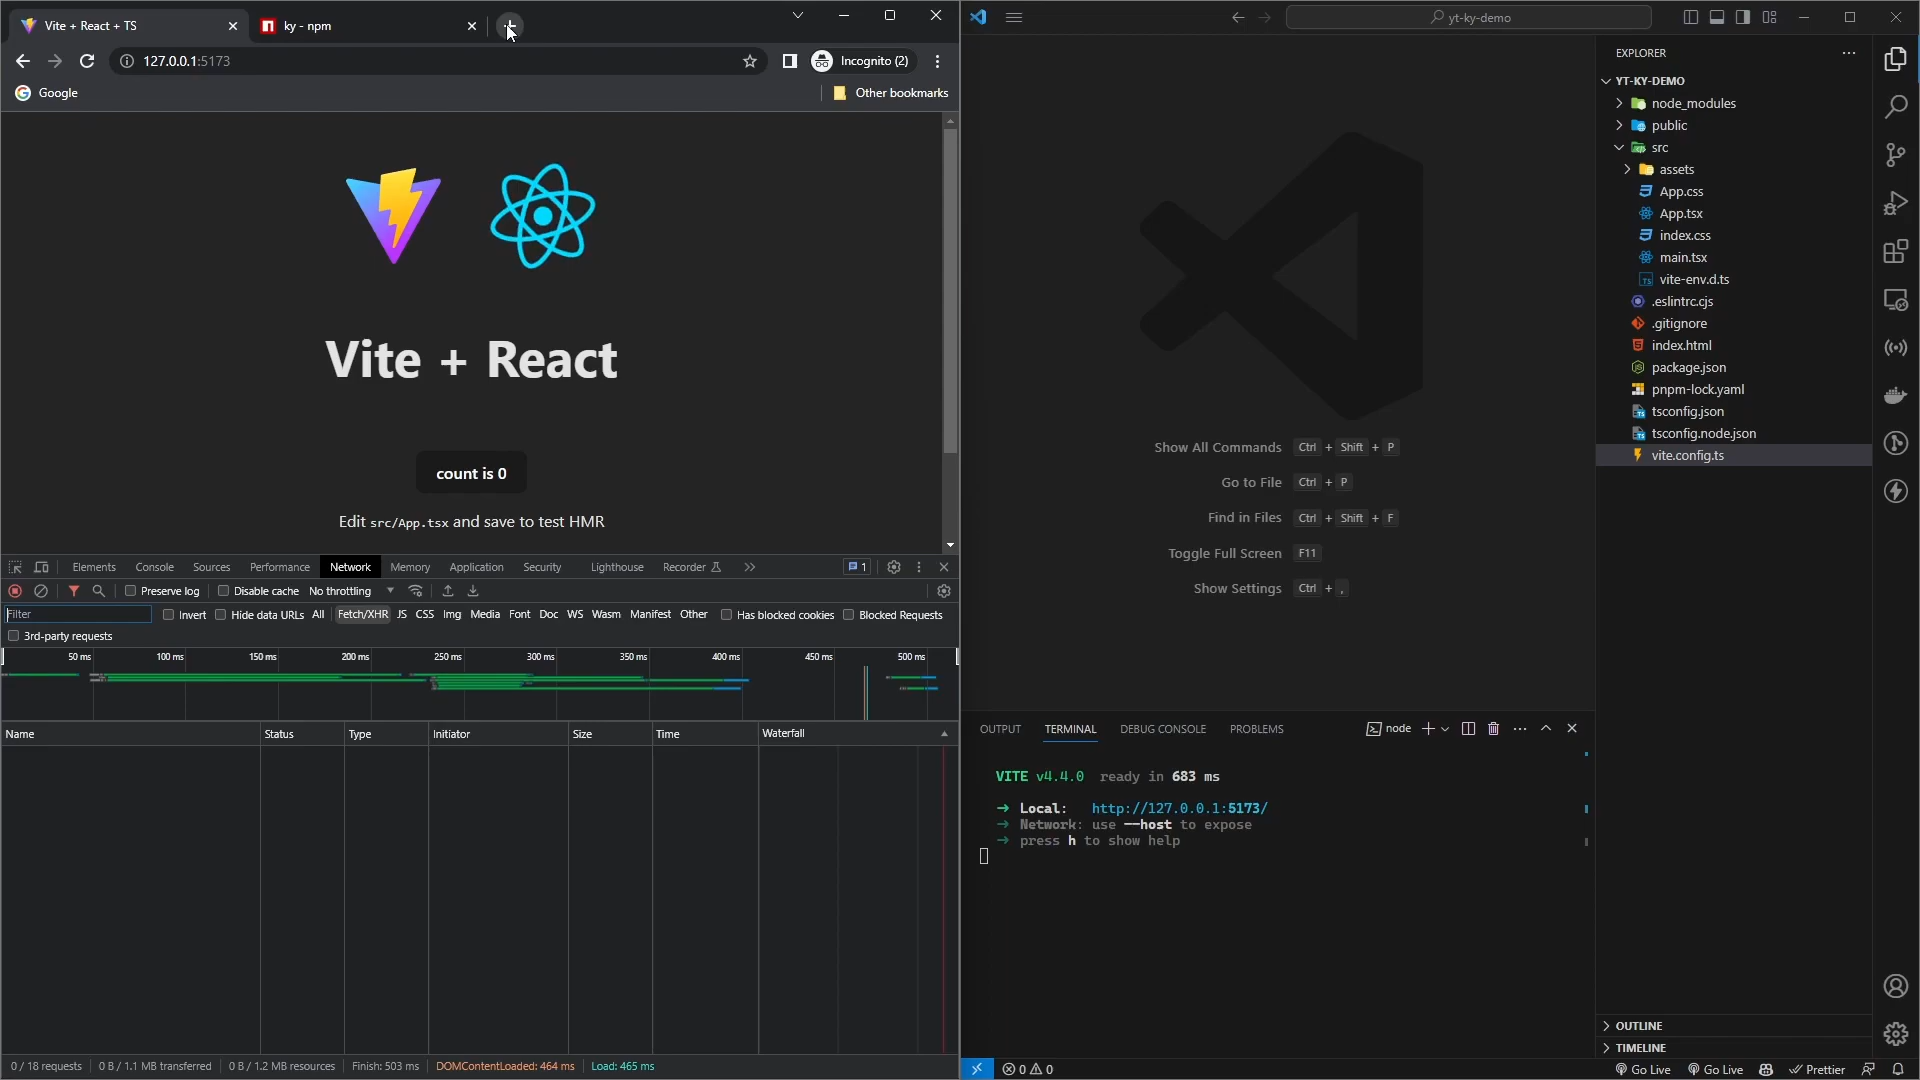 Vite + React + TS
ky - npm
127.0.0.1:5173
Incognito (2)
Google
Other bookmarks
Vite + React
count is 0
Edit src/App.tsx and save to test HMR
Elements
Console
Sources
Performance
Network
Memory
Application
Security
Lighthouse
Recorder
1
Preserve log
Disable cache
No throttling
Filter
Invert
Hide data URLs
All
Fetch/XHR
JS
CSS
Img
Media
Font
Doc
WS
Wasm
Manifest
Other
Has blocked cookies
Blocked Requests
3rd-party requests
50 ms
100 ms
150 ms
200 ms
250 ms
300 ms
350 ms
400 ms
450 ms
500 ms
Name
Status
Type
Initiator
Size
Time
Waterfall
0 / 18 requests
0 B / 1.1 MB transferred
0 B / 1.2 MB resources
Finish: 503 ms
DOMContentLoaded: 464 ms
Load: 465 ms
yt-ky-demo
Show All Commands Ctrl + Shift + P
Go to File Ctrl + P
Find in Files Ctrl + Shift + F
Toggle Full Screen F11
Show Settings Ctrl + ,
OUTPUT
TERMINAL
DEBUG CONSOLE
PROBLEMS
node
VITE v4.4.0 ready in 683 ms
➜ Local: http://127.0.0.1:5173/
➜ Network: use --host to expose
➜ press h to show help
EXPLORER
YT-KY-DEMO
node_modules
public
src
assets
App.css
App.tsx
index.css
main.tsx
vite-env.d.ts
.eslintrc.cjs
.gitignore
index.html
package.json
pnpm-lock.yaml
tsconfig.json
tsconfig.node.json
vite.config.ts
OUTLINE
TIMELINE
0 0
Go Live
Go Live
Prettier